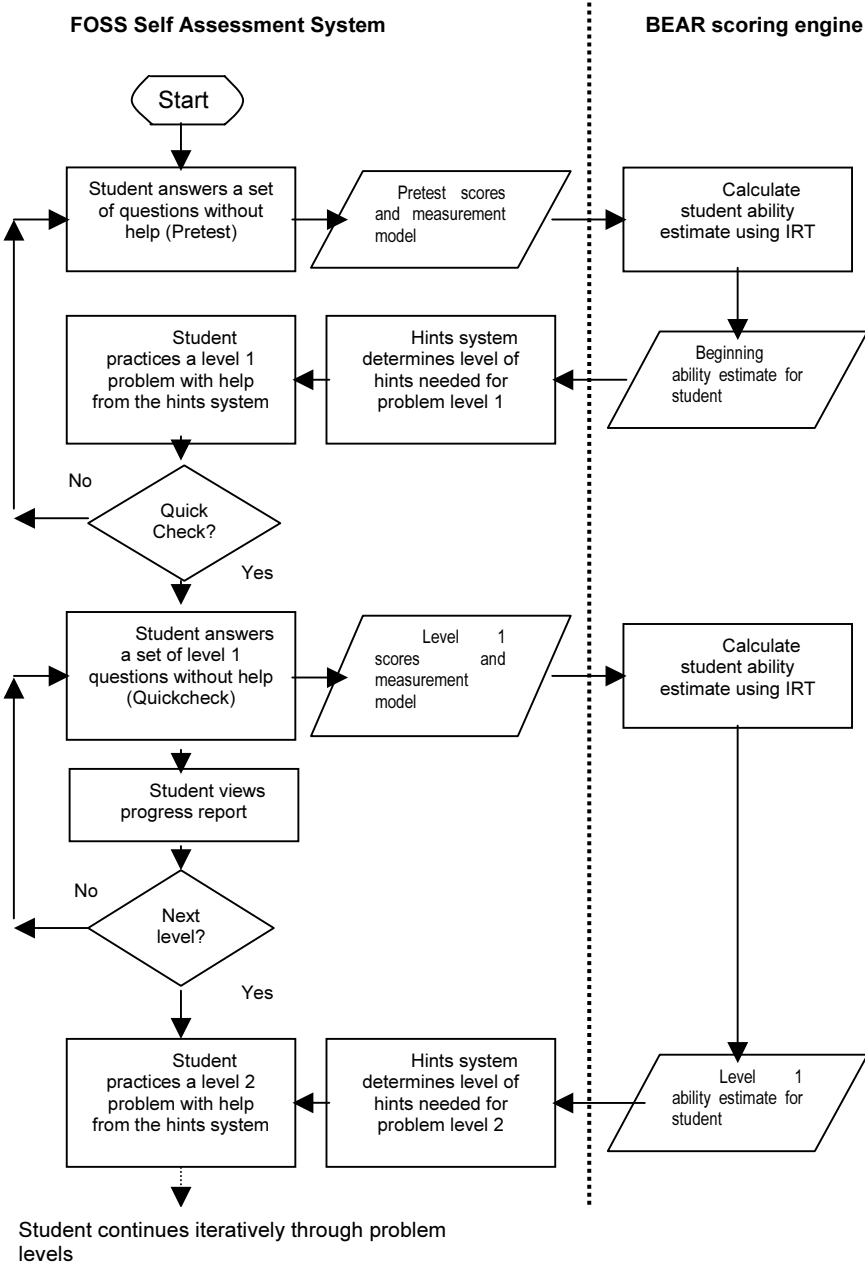 FOSS Self Assessment System
BEAR scoring engine
Start
Student answers a set
of questions without
help (Pretest)
Pretest scores
and measurement
model
Calculate
student ability
estimate using IRT
Student
practices a level 1
problem with help
from the hints system
Hints system
determines level of
hints needed for
problem level 1
Beginning
ability estimate for
student
No
Quick
Check?
Yes
Student answers
a set of level 1
questions without help
(Quickcheck)
Level 1
scores and
measurement
model
Calculate
student ability
estimate using IRT
Student views
progress report
No
Next
level?
Yes
Student
practices a level 2
problem with help
from the hints system
Hints system
determines level of
hints needed for
problem level 2
Level 1
ability estimate for
student
Student continues iteratively through problem
levels